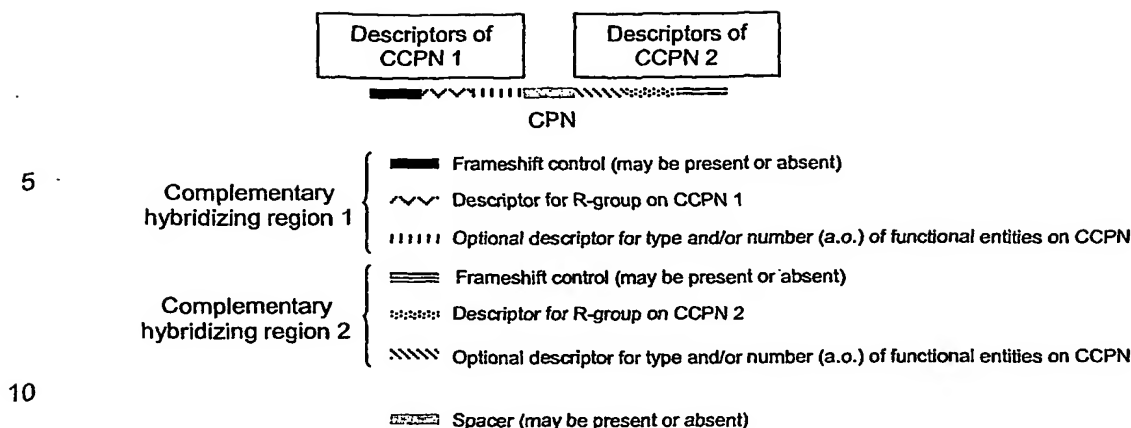 Descriptors of
CCPN 1
Descriptors of
CCPN 2
CPN
5
Complementary
hybridizing region 1
Frameshift control (may be present or absent)
Descriptor for R-group on CCPN 1
Optional descriptor for type and/or number (a.o.) of functional entities on CCPN
Complementary
hybridizing region 2
Frameshift control (may be present or absent)
Descriptor for R-group on CCPN 2
Optional descriptor for type and/or number (a.o.) of functional entities on CCPN
10
Spacer (may be present or absent)